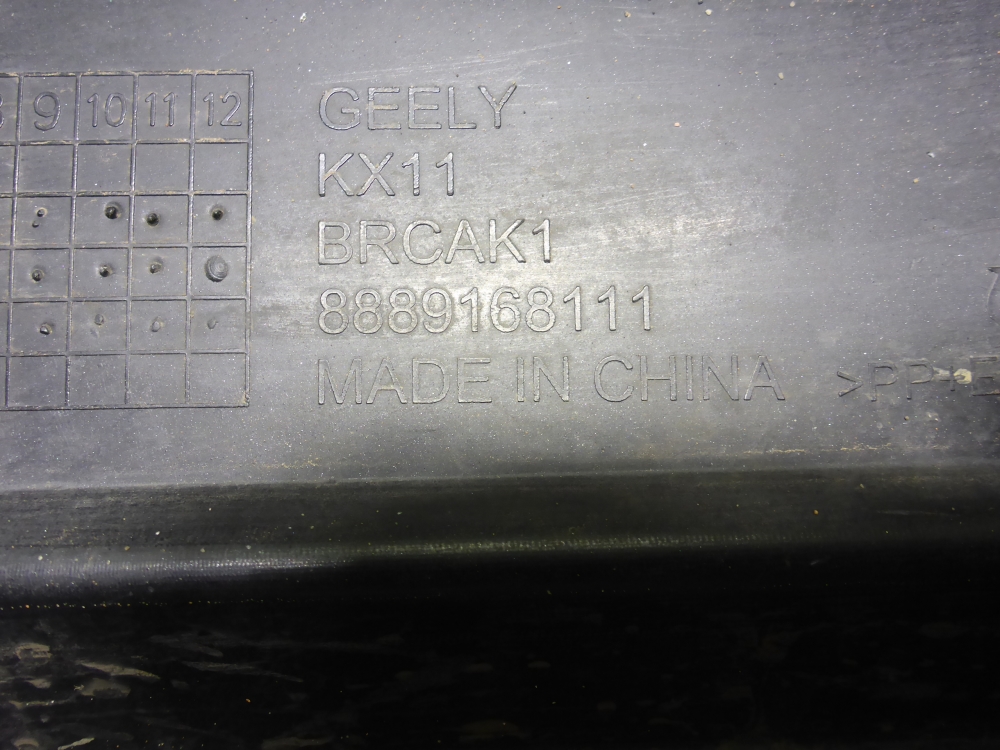 9 10 11 12
GEELY
KX11
BRCAK1
8889168111
MADE IN CHINA >PP+E